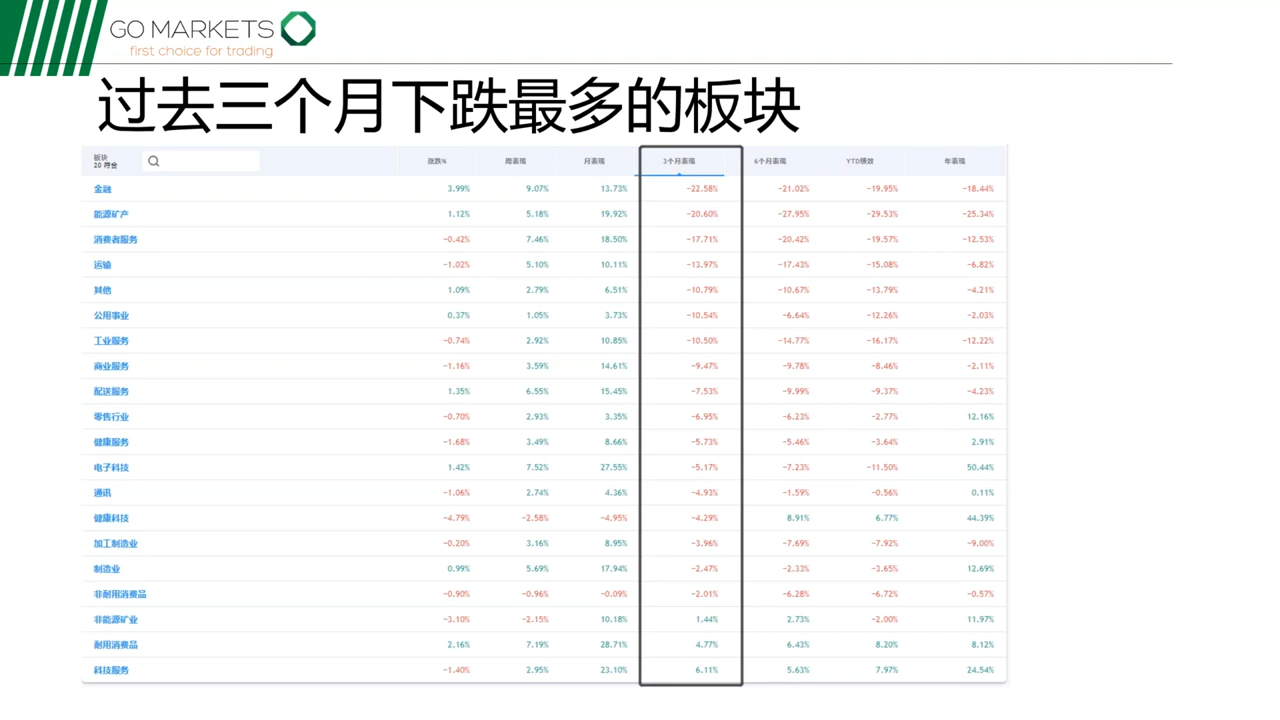 GO MARKETS
first choice for trading
过去三个月下跌最多的板块
板块 涨跌% 周表现 月表现 3个月表现 6个月表现 YTD绩效 年表现
20 符合
金融 3.99% 9.07% 13.73% −22.58% −21.02% −19.95% −18.44%
能源矿产 1.12% 5.18% 19.92% −20.60% −27.95% −29.53% −25.34%
消费者服务 −0.42% 7.46% 18.50% −17.71% −20.42% −19.57% −12.53%
运输 −1.02% 5.10% 10.11% −13.97% −17.43% −15.08% −6.82%
其他 1.09% 2.79% 6.51% −10.79% −10.67% −13.79% −4.21%
公用事业 0.37% 1.05% 3.73% −10.54% −6.64% −12.26% −2.03%
工业服务 −0.74% 2.92% 10.85% −10.50% −14.77% −16.17% −12.22%
商业服务 −1.16% 3.59% 14.61% −9.47% −9.78% −8.46% −2.11%
配送服务 1.35% 6.55% 15.45% −7.53% −9.99% −9.37% −4.23%
零售行业 −0.70% 2.93% 3.35% −6.95% −6.23% −2.77% 12.16%
健康服务 −1.68% 3.49% 8.66% −5.73% −5.46% −3.64% 2.91%
电子科技 1.42% 7.52% 27.55% −5.17% −7.23% −11.50% 50.44%
通讯 −1.06% 2.74% 4.36% −4.93% −1.59% −0.56% 0.11%
健康科技 −4.79% −2.58% −4.95% −4.29% 8.91% 6.77% 44.39%
加工制造业 −0.20% 3.16% 8.95% −3.96% −7.69% −7.92% −9.00%
制造业 0.99% 5.69% 17.94% −2.47% −2.33% −3.65% 12.69%
非耐用消费品 −0.90% −0.96% −0.09% −2.01% −6.28% −6.72% −0.57%
非能源矿业 −3.10% −2.15% 10.18% 1.44% 2.73% −2.00% 11.97%
耐用消费品 2.16% 7.19% 28.71% 4.77% 6.43% 8.20% 8.12%
科技服务 −1.40% 2.95% 23.10% 6.11% 5.63% 7.97% 24.54%